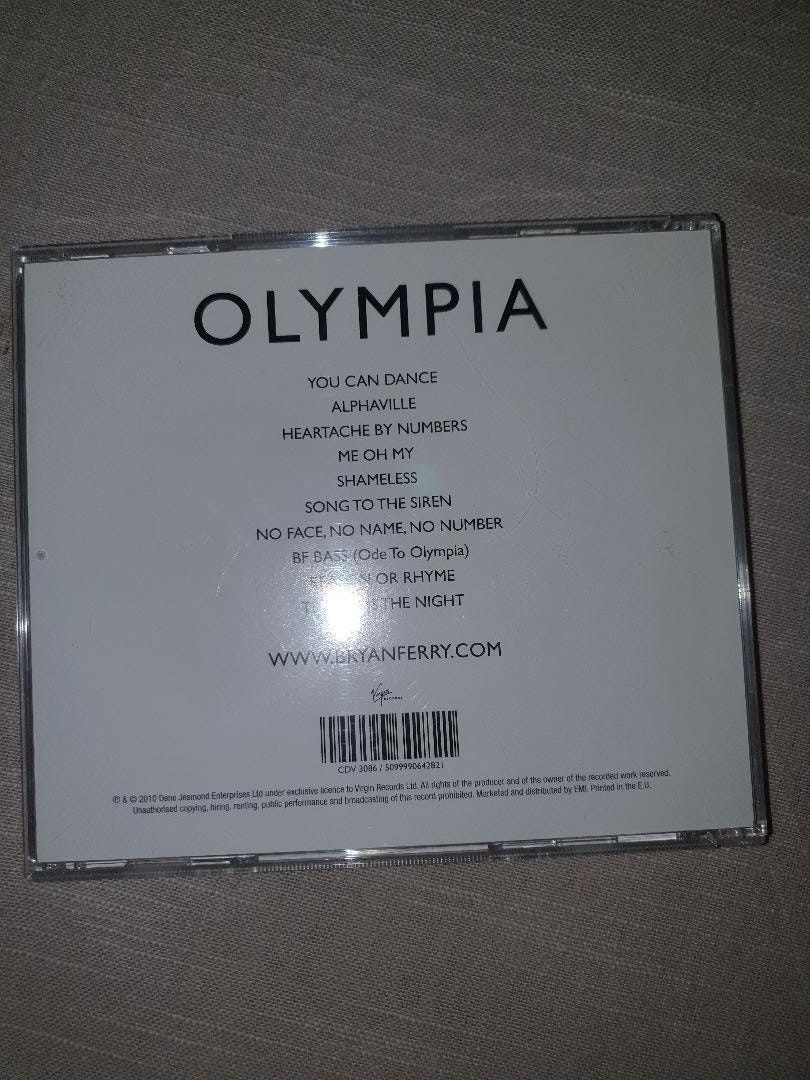 OLYMPIA
YOU CAN DANCE
ALPHAVILLE
HEARTACHE BY NUMBERS
ME OH MY
SHAMELESS
SONG TO THE SIREN
NO FACE, NO NAME, NO NUMBER
BF BASS (Ode To Olympia)
OR RHYME
THE NIGHT
WWW.BRYANFERRY.COM
Virgin
RECORDS
CDV 3086 / 5099990642821
℗ & © 2010 Dene Jesmond Enterprises Ltd under exclusive licence to Virgin Records Ltd. All rights of the producer and of the owner of the recorded work reserved.
Unauthorised copying, hiring, renting, public performance and broadcasting of this record prohibited. Marketed and distributed by EMI. Printed in the E.U.